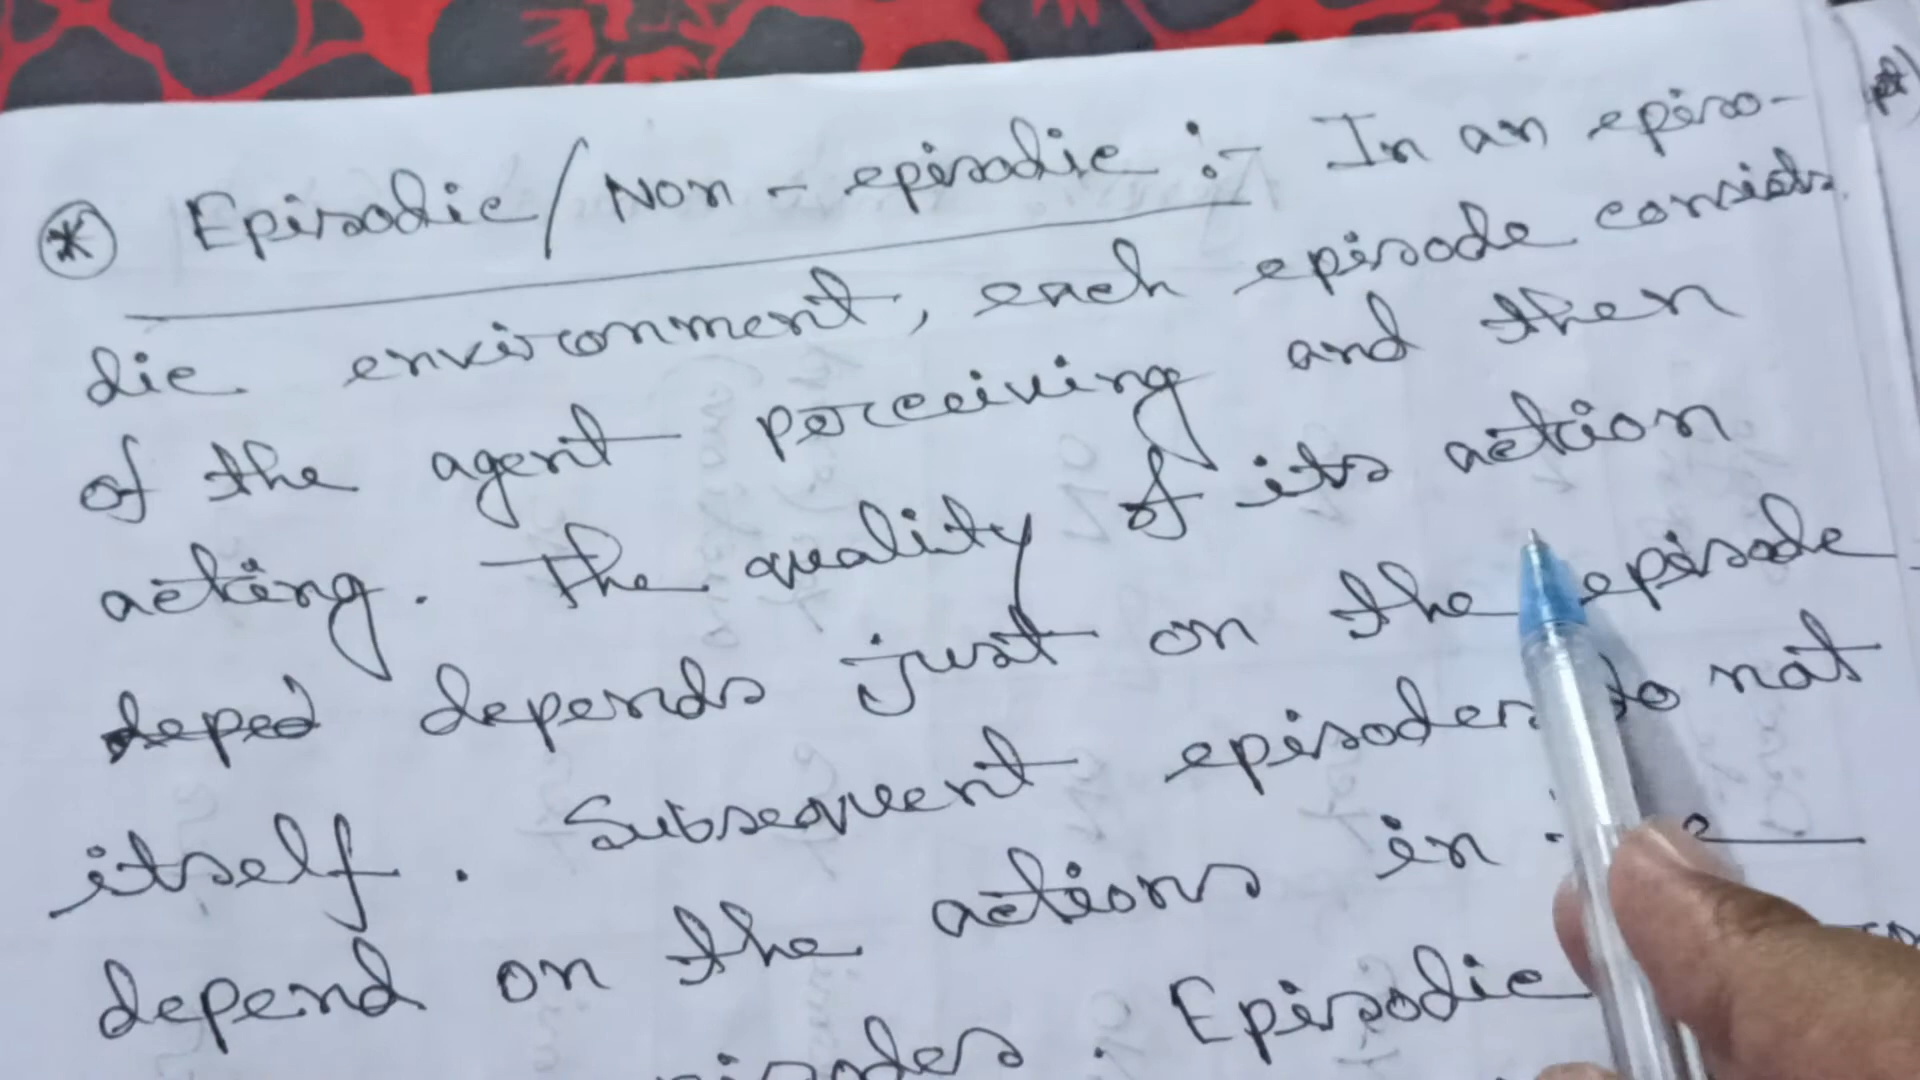 * Episodic/Non-episodic :- In an episo-
dic environment, each episode consists
of the agent perceiving and then
acting. The quality of its action
deped depends just on the episode
itself. Subsequent episodes do not
depend on the actions in
Episodic